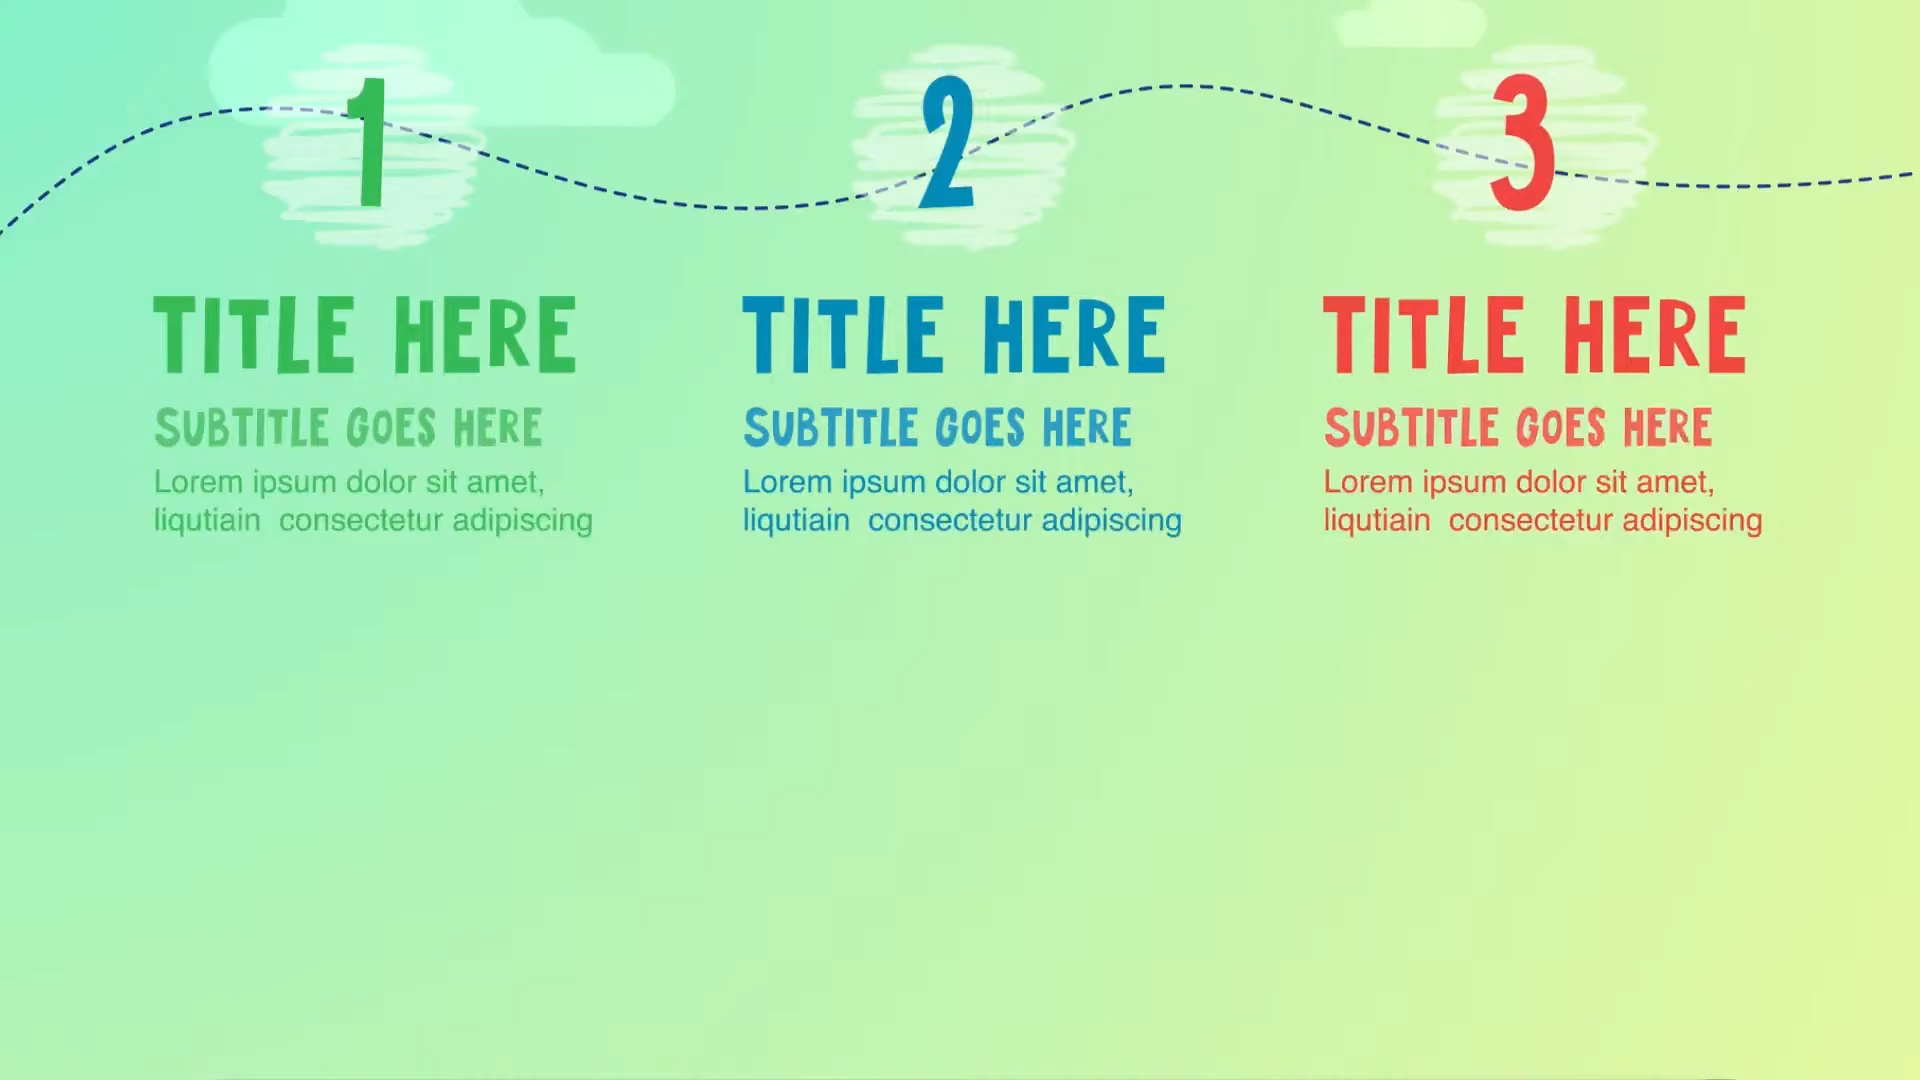 1
TITLE HERE
SUBTITLE GOES HERE
Lorem ipsum dolor sit amet,
liqutiain  consectetur adipiscing
2
TITLE HERE
SUBTITLE GOES HERE
Lorem ipsum dolor sit amet,
liqutiain  consectetur adipiscing
3
TITLE HERE
SUBTITLE GOES HERE
Lorem ipsum dolor sit amet,
liqutiain  consectetur adipiscing